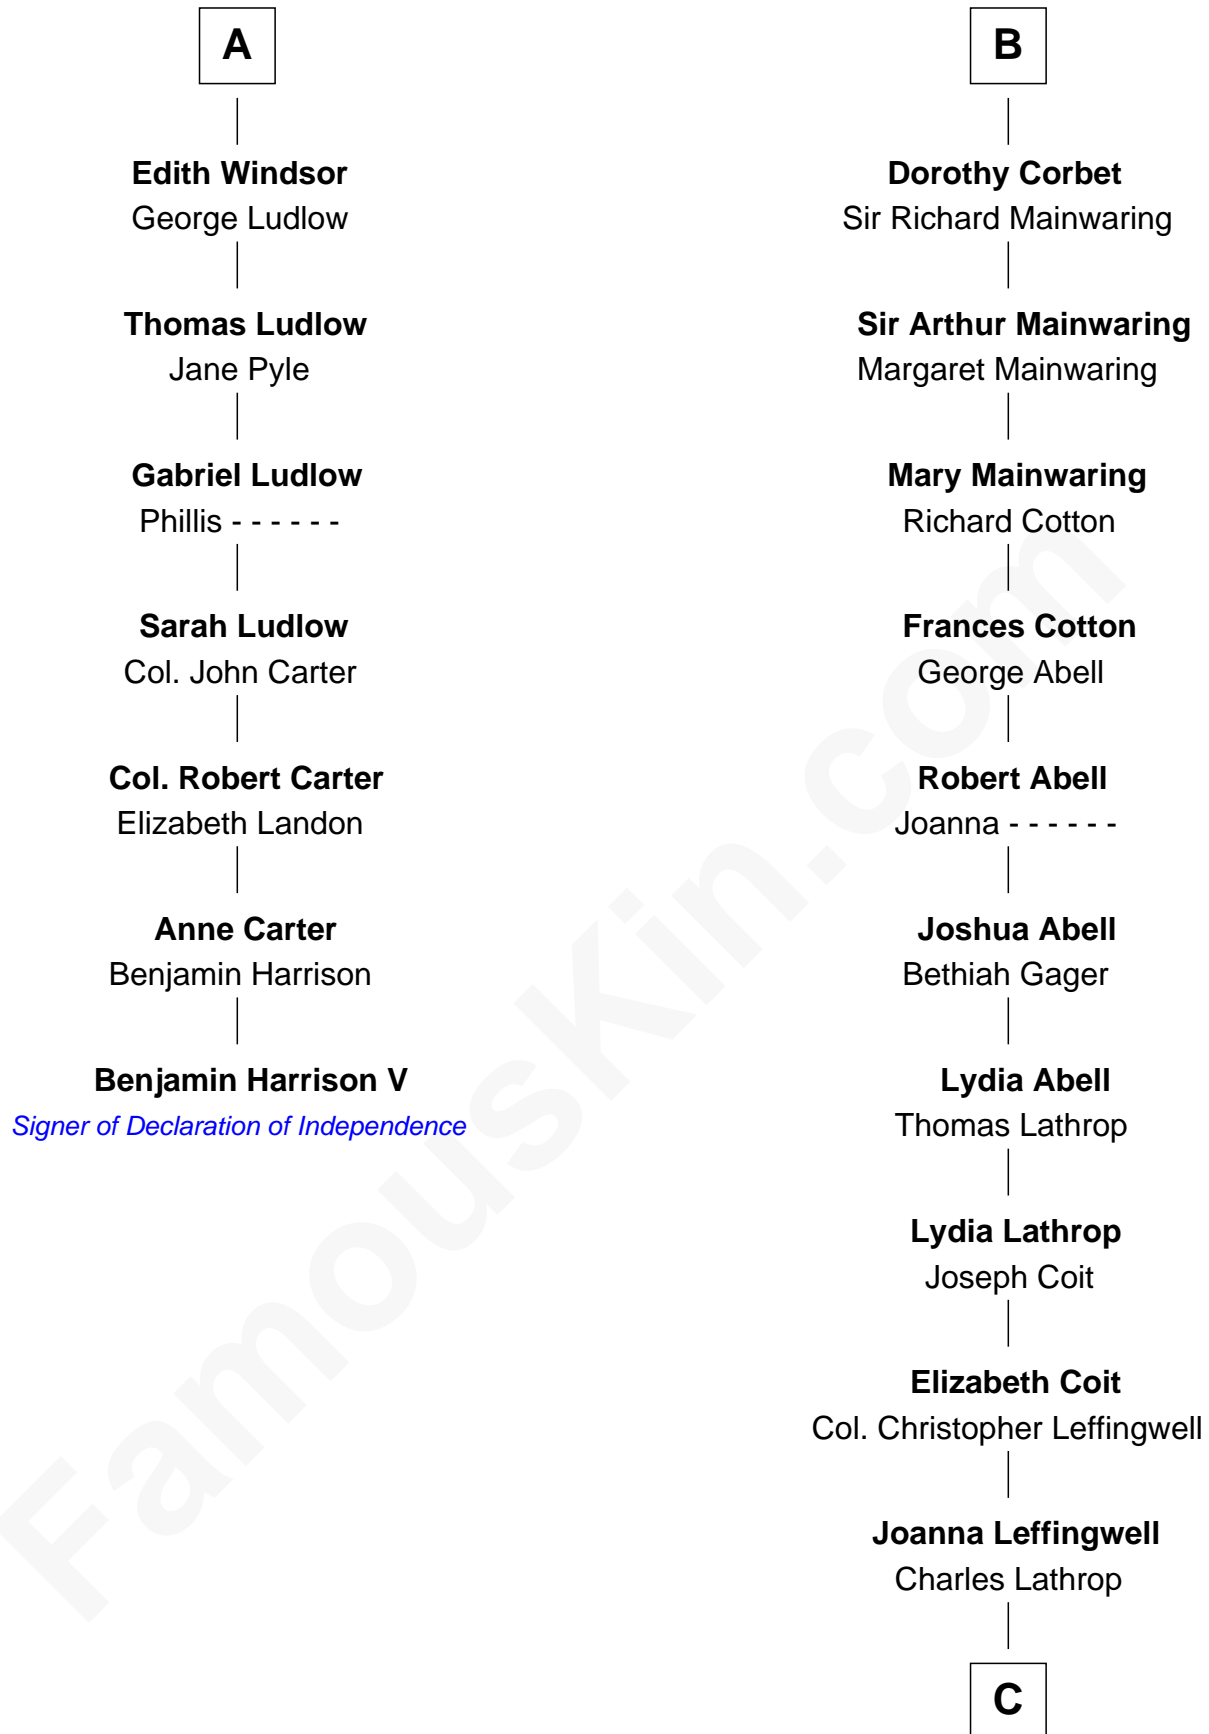 A
Edith Windsor
George Ludlow
Thomas Ludlow
Jane Pyle
Gabriel Ludlow
Phillis - - - - - -
Sarah Ludlow
Col. John Carter
Col. Robert Carter
Elizabeth Landon
Anne Carter
Benjamin Harrison
Benjamin Harrison V
Signer of Declaration of Independence
B
Dorothy Corbet
Sir Richard Mainwaring
Sir Arthur Mainwaring
Margaret Mainwaring
Mary Mainwaring
Richard Cotton
Frances Cotton
George Abell
Robert Abell
Joanna - - - - - -
Joshua Abell
Bethiah Gager
Lydia Abell
Thomas Lathrop
Lydia Lathrop
Joseph Coit
Elizabeth Coit
Col. Christopher Leffingwell
Joanna Leffingwell
Charles Lathrop
C
FamousKin.com